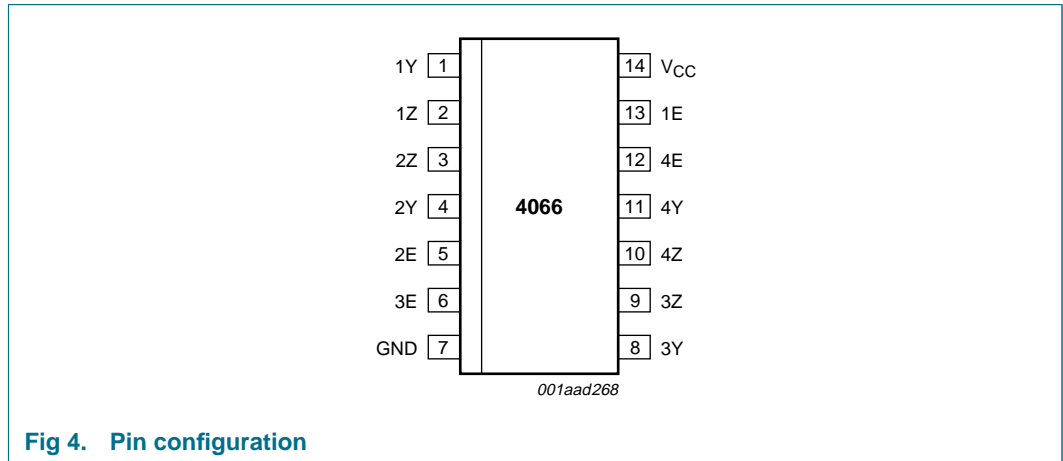 1Y 1 14 VCC
1Z 2 13 1E
2Z 3 12 4E
2Y 4 4066 11 4Y
2E 5 10 4Z
3E 6 9 3Z
GND 7 8 3Y
001aad268
Fig 4. Pin configuration